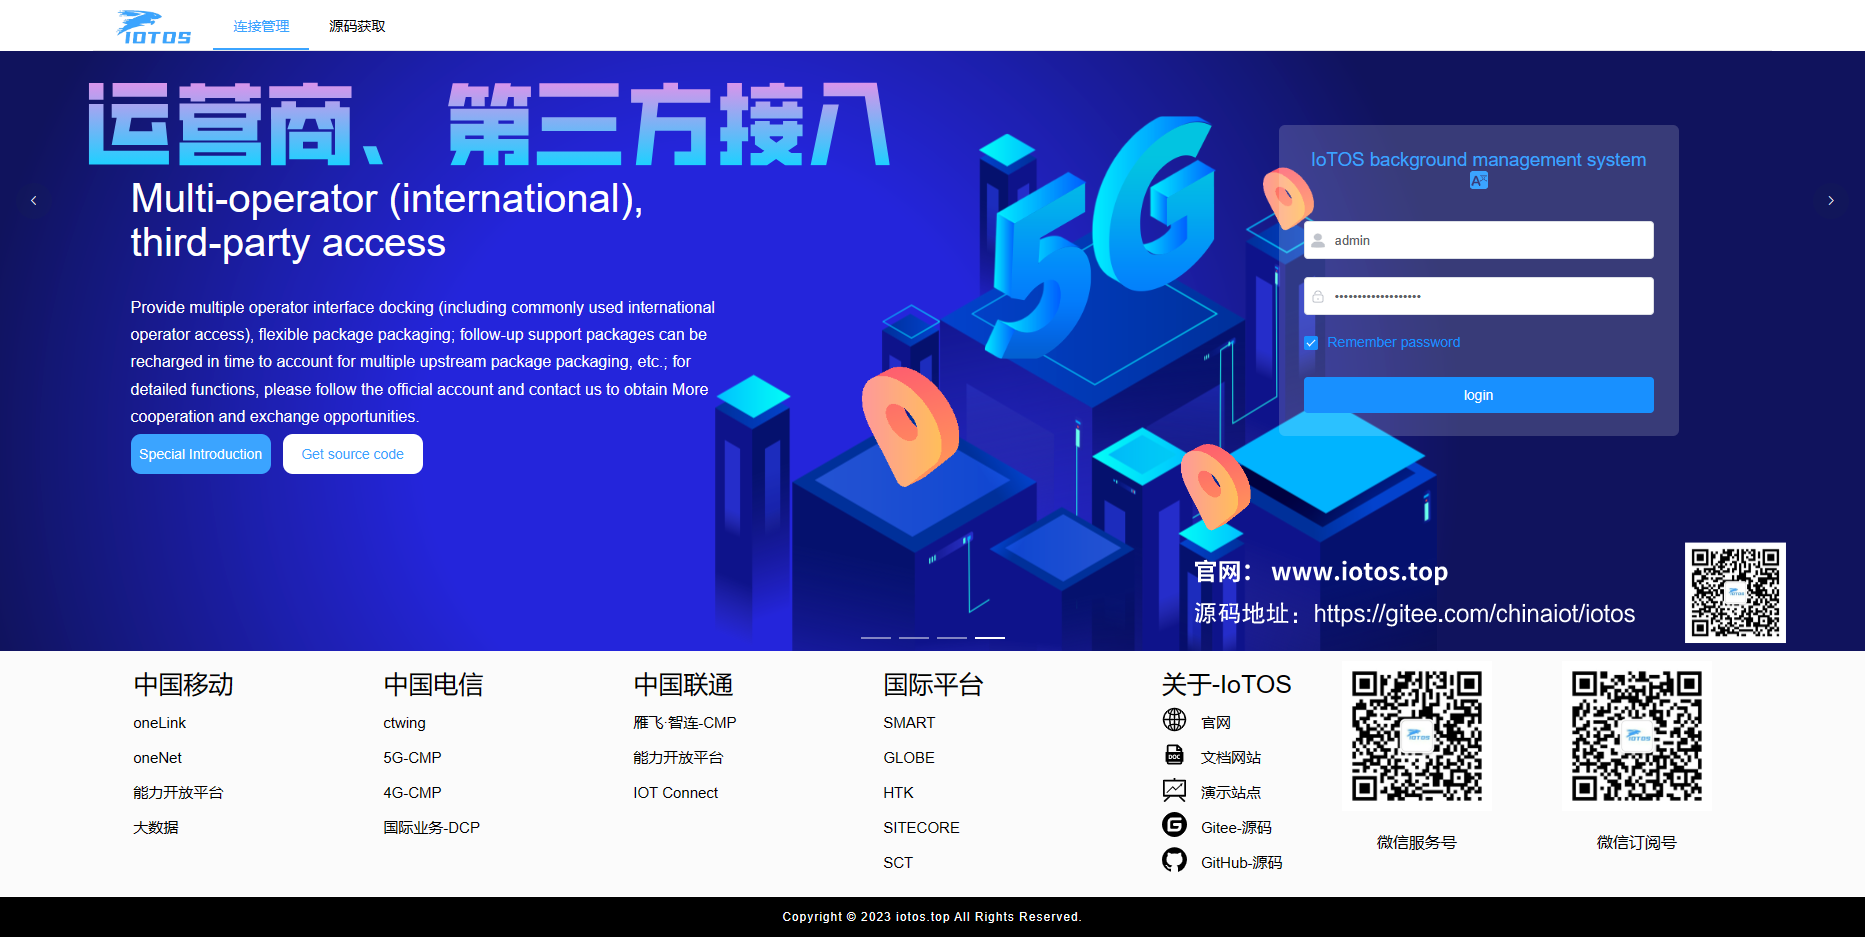 IOTOS
连接管理
源码获取
运营商、第三方接入
Multi-operator (international),
third-party access
Provide multiple operator interface docking (including commonly used international
operator access), flexible package packaging; follow-up support packages can be
recharged in time to account for multiple upstream package packaging, etc.; for
detailed functions, please follow the official account and contact us to obtain More
cooperation and exchange opportunities.
Special Introduction
Get source code
5G
IoTOS background management system
admin
Remember password
login
官网： www.iotos.top
源码地址：https://gitee.com/chinaiot/iotos
中国移动
oneLink
oneNet
能力开放平台
大数据
中国电信
ctwing
5G-CMP
4G-CMP
国际业务-DCP
中国联通
雁飞·智连-CMP
能力开放平台
IOT Connect
国际平台
SMART
GLOBE
HTK
SITECORE
SCT
关于-IoTOS
官网
文档网站
演示站点
Gitee-源码
GitHub-源码
微信服务号
微信订阅号
Copyright © 2023 iotos.top All Rights Reserved.